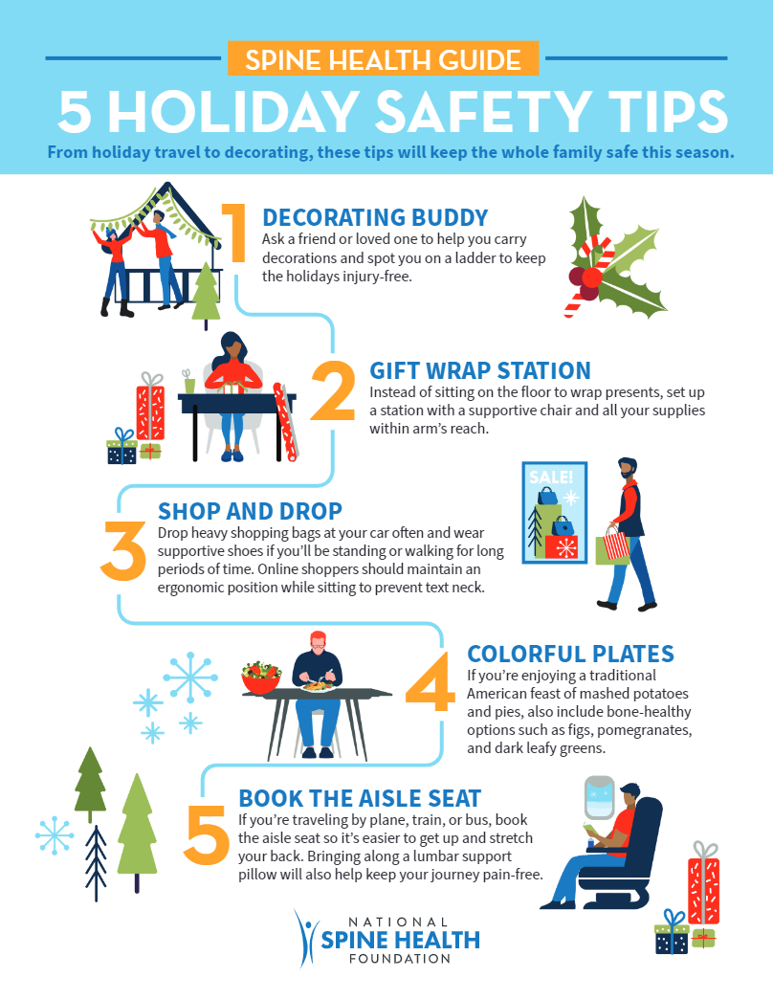 SPINE HEALTH GUIDE
5 HOLIDAY SAFETY TIPS
From holiday travel to decorating, these tips will keep the whole family safe this season.
1 DECORATING BUDDY
Ask a friend or loved one to help you carry
decorations and spot you on a ladder to keep
the holidays injury-free.
2 GIFT WRAP STATION
Instead of sitting on the floor to wrap presents, set up
a station with a supportive chair and all your supplies
within arm's reach.
SALE!
3 SHOP AND DROP
Drop heavy shopping bags at your car often and wear
supportive shoes if you'll be standing or walking for long
periods of time. Online shoppers should maintain an
ergonomic position while sitting to prevent text neck.
4 COLORFUL PLATES
If you're enjoying a traditional
American feast of mashed potatoes
and pies, also include bone-healthy
options such as figs, pomegranates,
and dark leafy greens.
5 BOOK THE AISLE SEAT
If you're traveling by plane, train, or bus, book
the aisle seat so it's easier to get up and stretch
your back. Bringing along a lumbar support
pillow will also help keep your journey pain-free.
NATIONAL
SPINE HEALTH
FOUNDATION